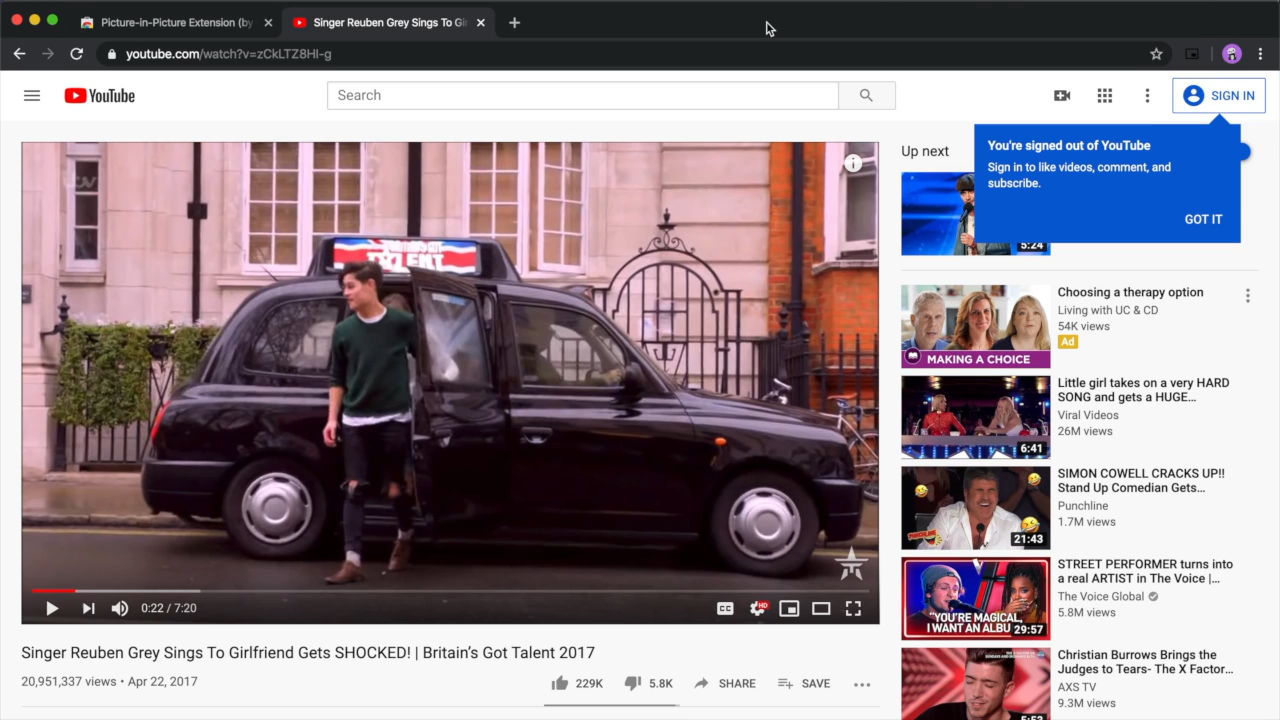 Picture-in-Picture Extension (by
Singer Reuben Grey Sings To Gir
youtube.com/watch?v=zCkLTZ8HI-g
YouTube
Search
SIGN IN
You're signed out of YouTube
Sign in to like videos, comment, and
subscribe.
GOT IT
Up next
5:24
TALENT
Choosing a therapy option
Living with UC & CD
54K views
Ad
MAKING A CHOICE
Little girl takes on a very HARD
SONG and gets a HUGE...
Viral Videos
26M views
6:41
SIMON COWELL CRACKS UP!!
Stand Up Comedian Gets...
Punchline
1.7M views
21:43
STREET PERFORMER turns into
a real ARTIST in The Voice |...
The Voice Global
5.8M views
"YOU'RE MAGICAL,
I WANT AN ALBU
29:57
Christian Burrows Brings the
Judges to Tears- The X Factor...
AXS TV
9.3M views
0:22 / 7:20
CC
HD
Singer Reuben Grey Sings To Girlfriend Gets SHOCKED! | Britain's Got Talent 2017
20,951,337 views • Apr 22, 2017
229K
5.8K
SHARE
SAVE